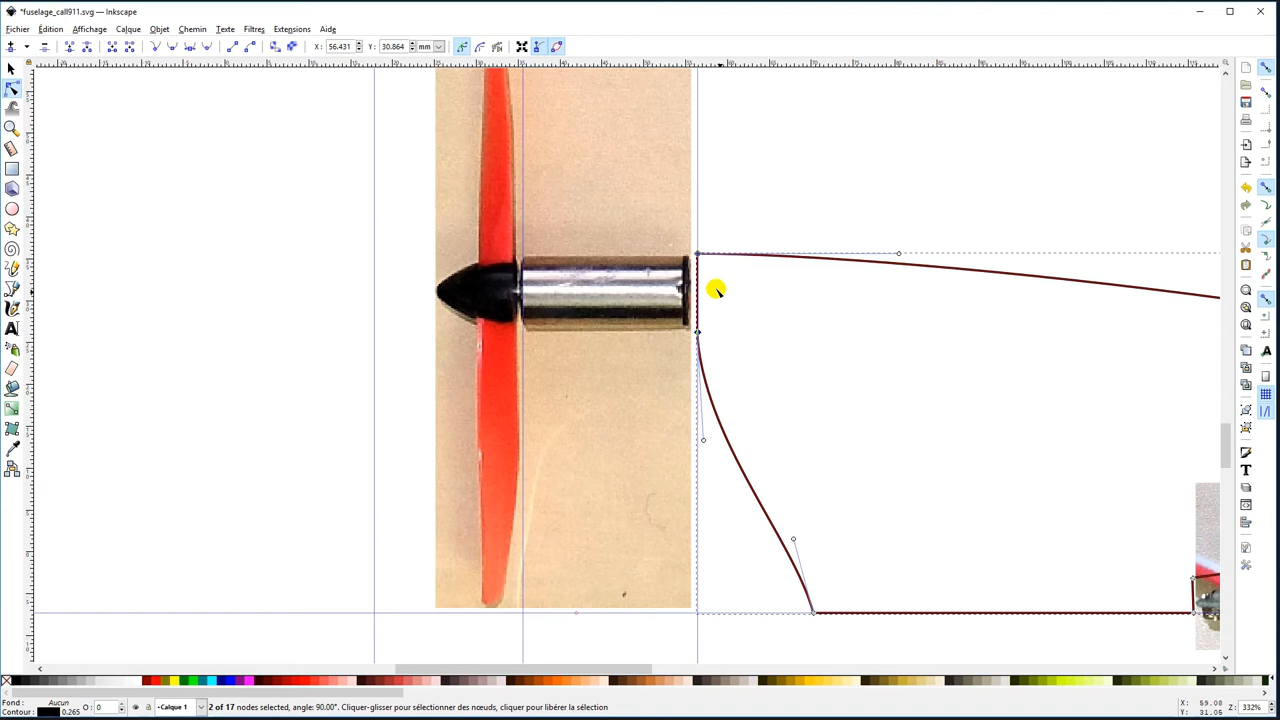 *fuselage_call911.svg — Inkscape
Fichier Édition Affichage Calque Objet Chemin Texte Filtres Extensions Aide
X: 56.431 Y: 30.864 mm
Fond : Aucun
Contour : 0.265
O: 0
-Calque 1
2 of 17 nodes selected, angle: 90.00°. Cliquer-glisser pour sélectionner des nœuds, cliquer pour libérer la sélection
X: 59.08
Y: 31.05
Z: 332%